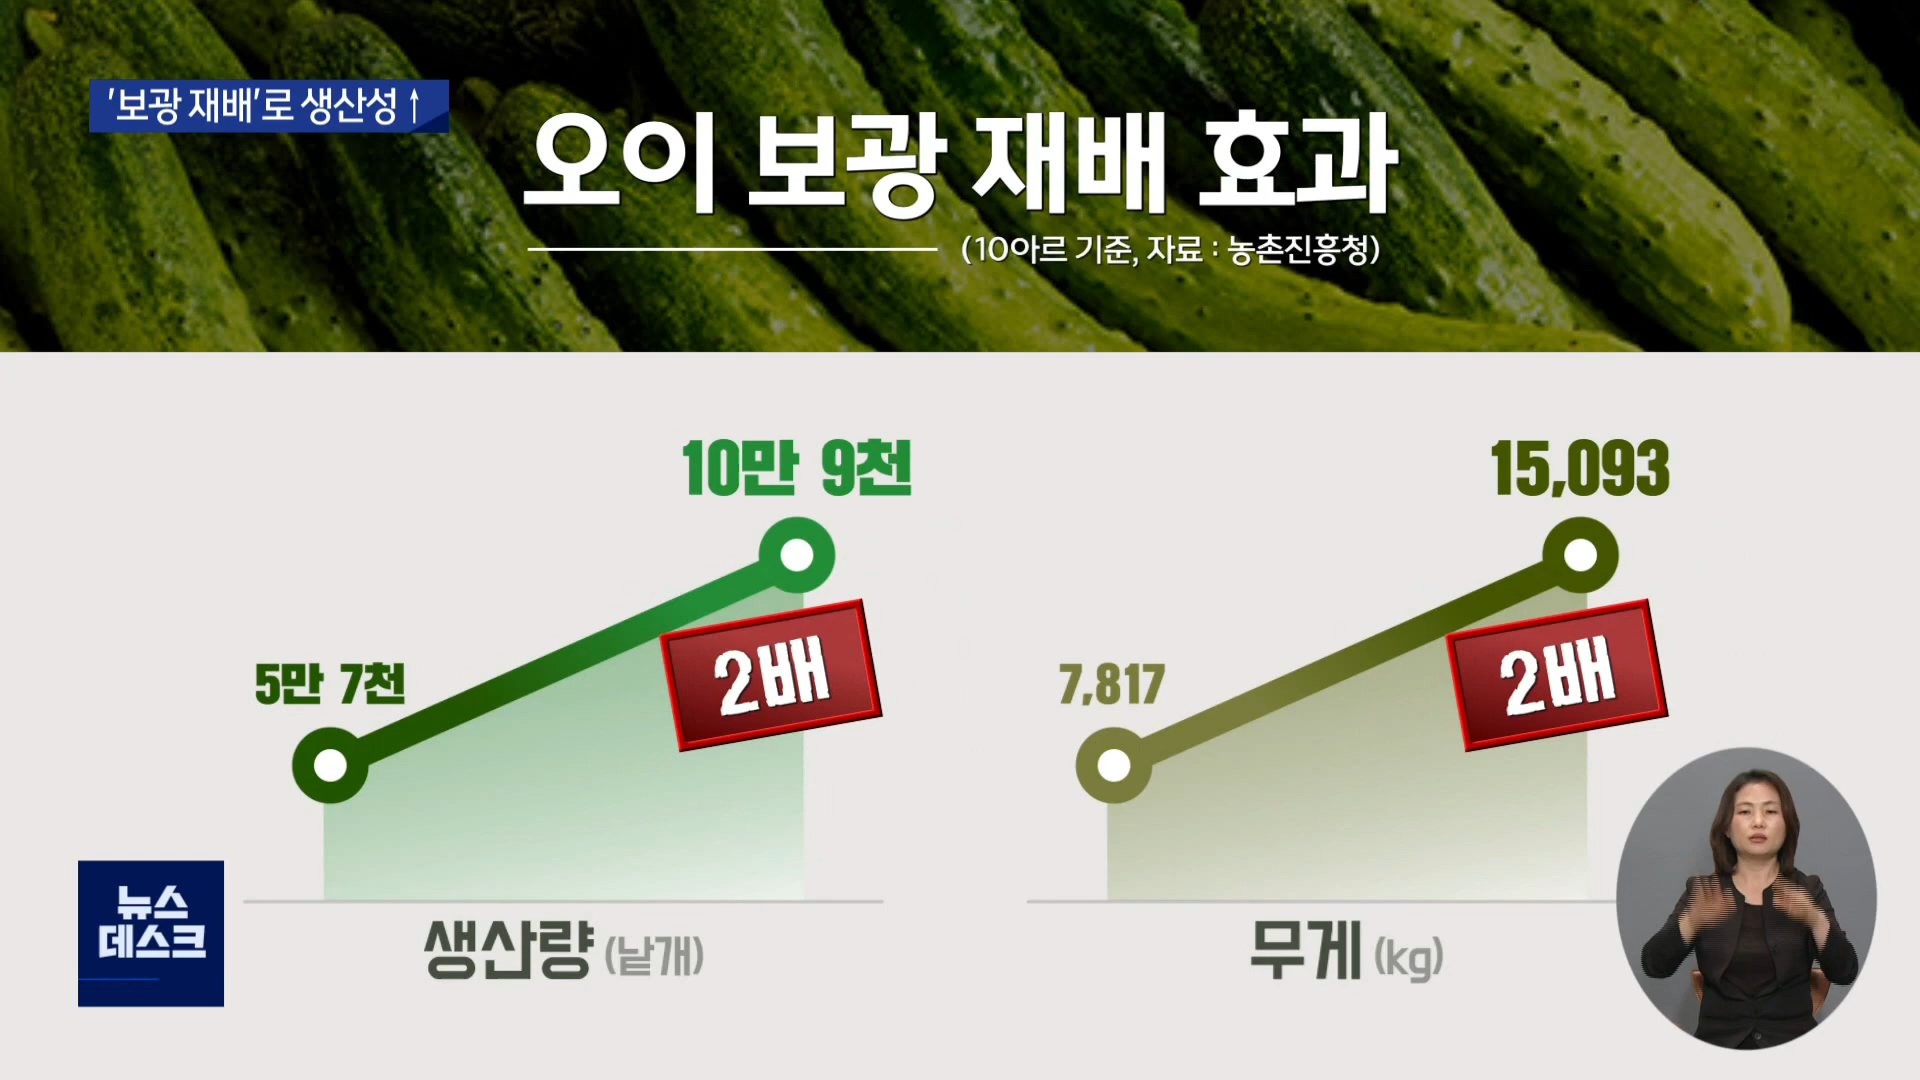 '보광 재배'로 생산성↑
오이 보광 재배 효과
(10아르 기준, 자료 : 농촌진흥청)
5만 7천
10만 9천
2배
생산량 (낱개)
7,817
15,093
2배
무게 (kg)
뉴스
데스크